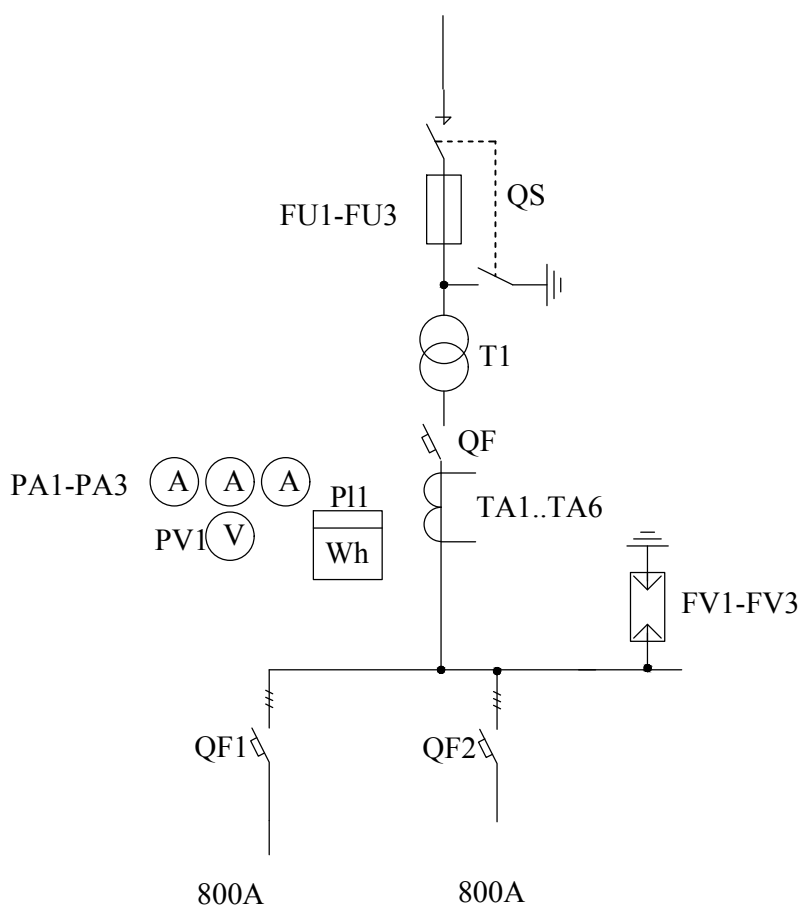 QS
FU1-FU3
T1
QF
PA1-PA3 A A A
PI1
TA1..TA6
PV1 V
Wh
FV1-FV3
QF1
QF2
800A
800A